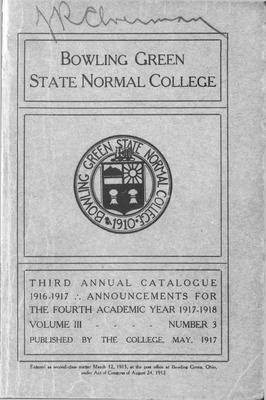 J R Overman
BOWLING GREEN
STATE NORMAL COLLEGE
BOWLING GREEN STATE NORMAL COLLEGE
1910
THIRD ANNUAL CATALOGUE
1916-1917 ∴ ANNOUNCEMENTS FOR
THE FOURTH ACADEMIC YEAR 1917-1918
VOLUME III - - - - NUMBER 3
PUBLISHED BY THE COLLEGE, MAY, 1917
Entered as second-class matter March 12, 1915, at the post office at Bowling Green, Ohio,
under Act of Congress of August 24, 1912